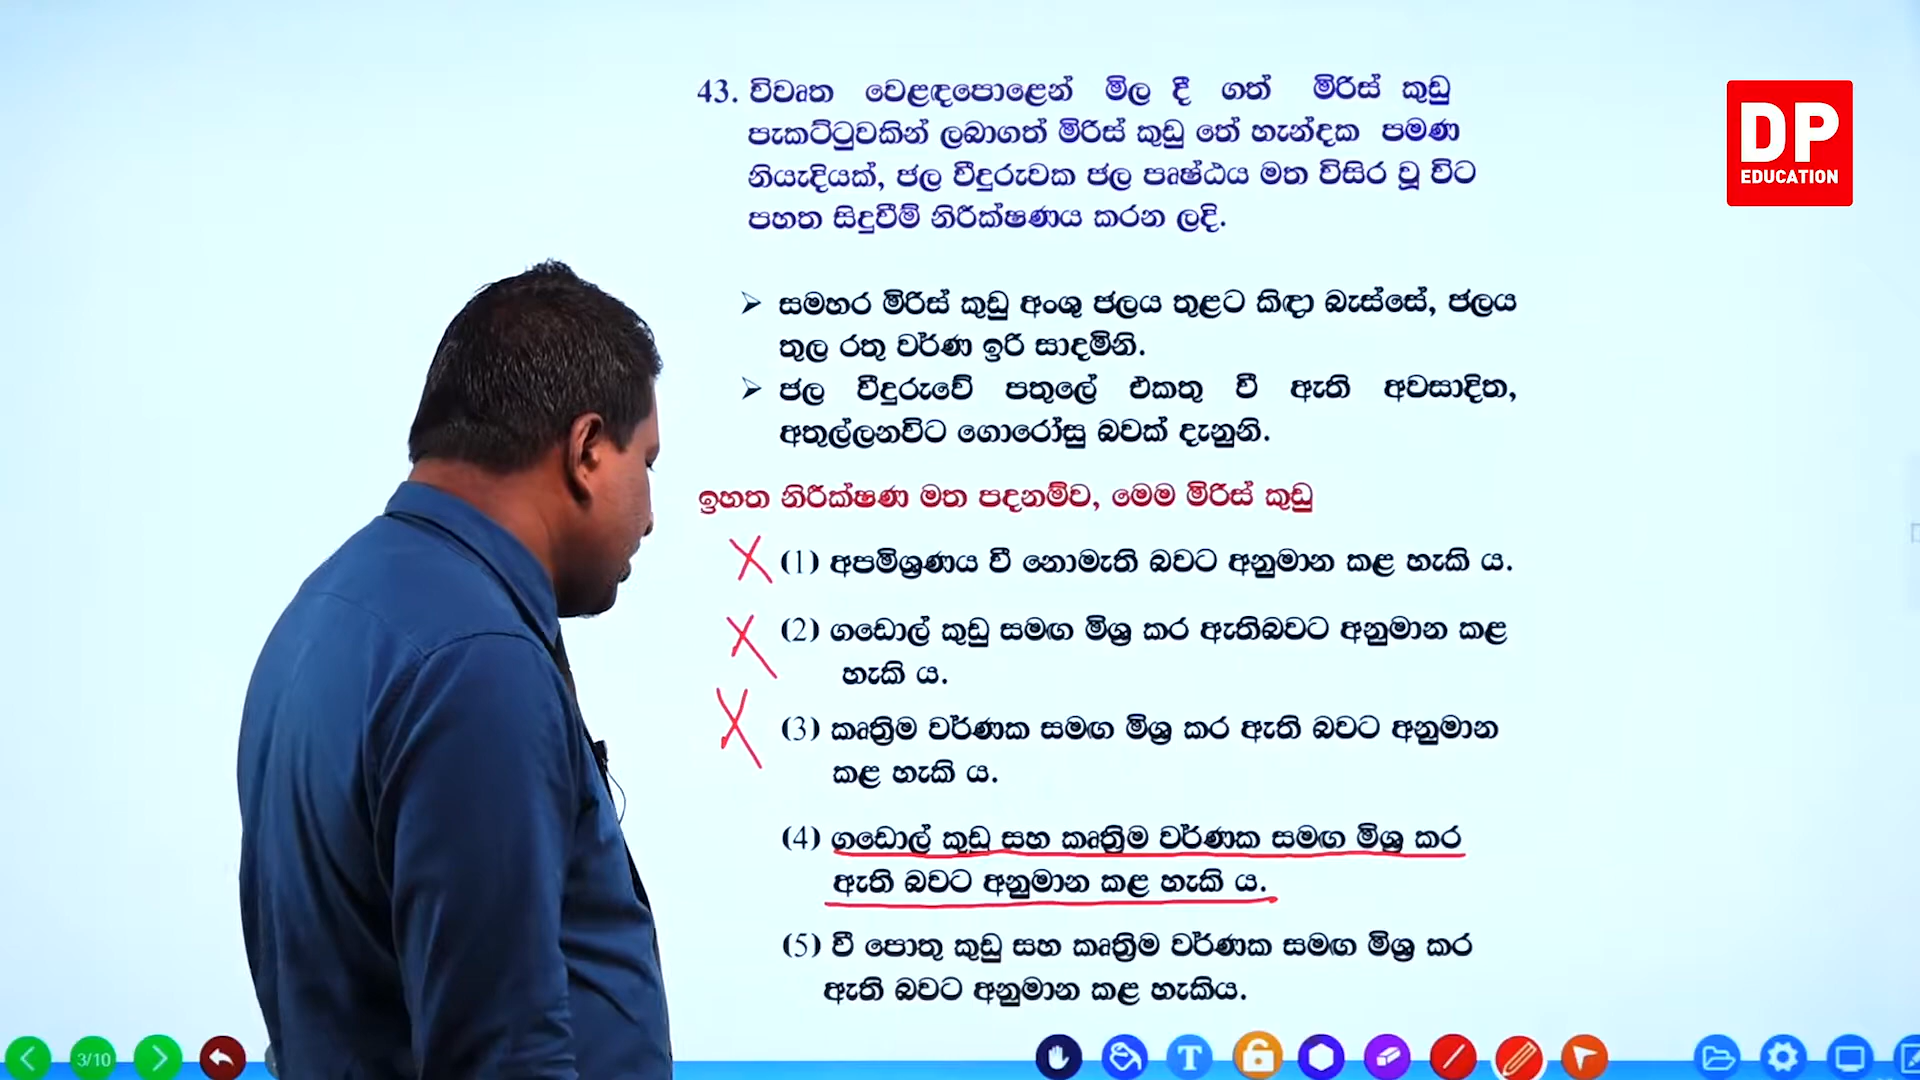 43. විවෘත වෙළඳපොළෙන් මිල දී ගත් මිරිස් කුඩු
පැකට්ටුවකින් ලබාගත් මිරිස් කුඩු තේ හැන්දක පමණ
නියැදියක්, ජල වීදුරුවක ජල පෘෂ්ඨය මත විසිර වූ විට
පහත සිදුවීම් නිරීක්ෂණය කරන ලදි.
DP
EDUCATION
➢ සමහර මිරිස් කුඩු අංශු ජලය තුළට කිඳා බැස්සේ, ජලය
තුල රතු වර්ණ ඉරි සාදමිනි.
➢ ජල වීදුරුවේ පතුලේ එකතු වී ඇති අවසාදිත,
අතුල්ලනවිට ගොරෝසු බවක් දැනුනි.
ඉහත නිරීක්ෂණ මත පදනම්ව, මෙම මිරිස් කුඩු
(1) අපමිශ්‍රණය වී නොමැති බවට අනුමාන කළ හැකි ය.
(2) ගඩොල් කුඩු සමඟ මිශ්‍ර කර ඇතිබවට අනුමාන කළ
හැකි ය.
(3) කෘත්‍රිම වර්ණක සමඟ මිශ්‍ර කර ඇති බවට අනුමාන
කළ හැකි ය.
(4) ගඩොල් කුඩු සහ කෘත්‍රිම වර්ණක සමඟ මිශ්‍ර කර
ඇති බවට අනුමාන කළ හැකි ය.
(5) වී පොතු කුඩු සහ කෘත්‍රිම වර්ණක සමඟ මිශ්‍ර කර
ඇති බවට අනුමාන කළ හැකිය.
3/10